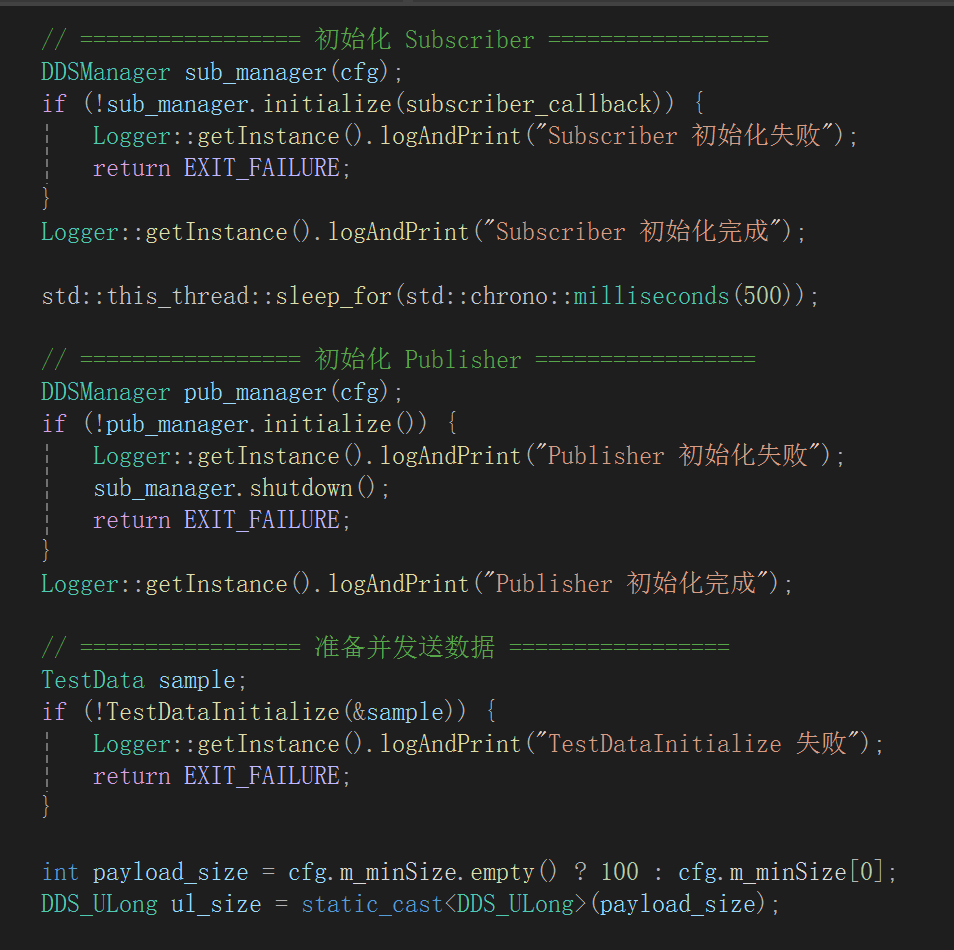 // ================= 初始化 Subscriber =================
DDSManager sub_manager(cfg);
if (!sub_manager.initialize(subscriber_callback)) {
Logger::getInstance().logAndPrint("Subscriber 初始化失败");
return EXIT_FAILURE;
}
Logger::getInstance().logAndPrint("Subscriber 初始化完成");
std::this_thread::sleep_for(std::chrono::milliseconds(500));
// ================= 初始化 Publisher =================
DDSManager pub_manager(cfg);
if (!pub_manager.initialize()) {
Logger::getInstance().logAndPrint("Publisher 初始化失败");
sub_manager.shutdown();
return EXIT_FAILURE;
}
Logger::getInstance().logAndPrint("Publisher 初始化完成");
// ================= 准备并发送数据 =================
TestData sample;
if (!TestDataInitialize(&sample)) {
Logger::getInstance().logAndPrint("TestDataInitialize 失败");
return EXIT_FAILURE;
}
int payload_size = cfg.m_minSize.empty() ? 100 : cfg.m_minSize[0];
DDS_ULong ul_size = static_cast<DDS_ULong>(payload_size);